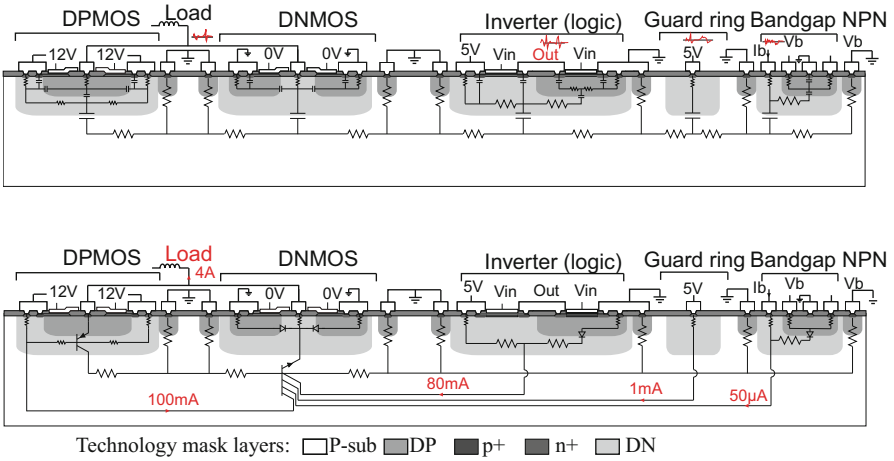 DPMOS Load DNMOS Inverter (logic) Guard ring Bandgap NPN
12V 12V 0V 0V 5V Vin Out Vin 5V Ib Vb Vb
DPMOS Load DNMOS Inverter (logic) Guard ring Bandgap NPN
4A
12V 12V 0V 0V 5V Vin Out Vin 5V Ib Vb Vb
100mA 80mA 1mA 50µA
Technology mask layers: P-sub DP p+ n+ DN